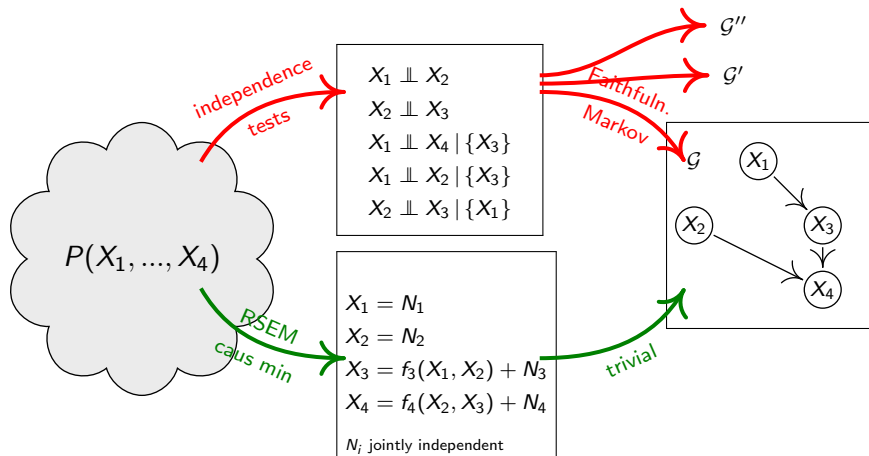 P(X₁, ..., X₄)
independence
tests
X₁ ⫫ X₂
X₂ ⫫ X₃
X₁ ⫫ X₄ | {X₃}
X₁ ⫫ X₂ | {X₃}
X₂ ⫫ X₃ | {X₁}
Faithfuln.
Markov
𝒢′′
𝒢′
𝒢
X₁
X₂
X₃
X₄
RSEM
caus min
X₁ = N₁
X₂ = N₂
X₃ = f₃(X₁, X₂) + N₃
X₄ = f₄(X₂, X₃) + N₄
Nᵢ jointly independent
trivial